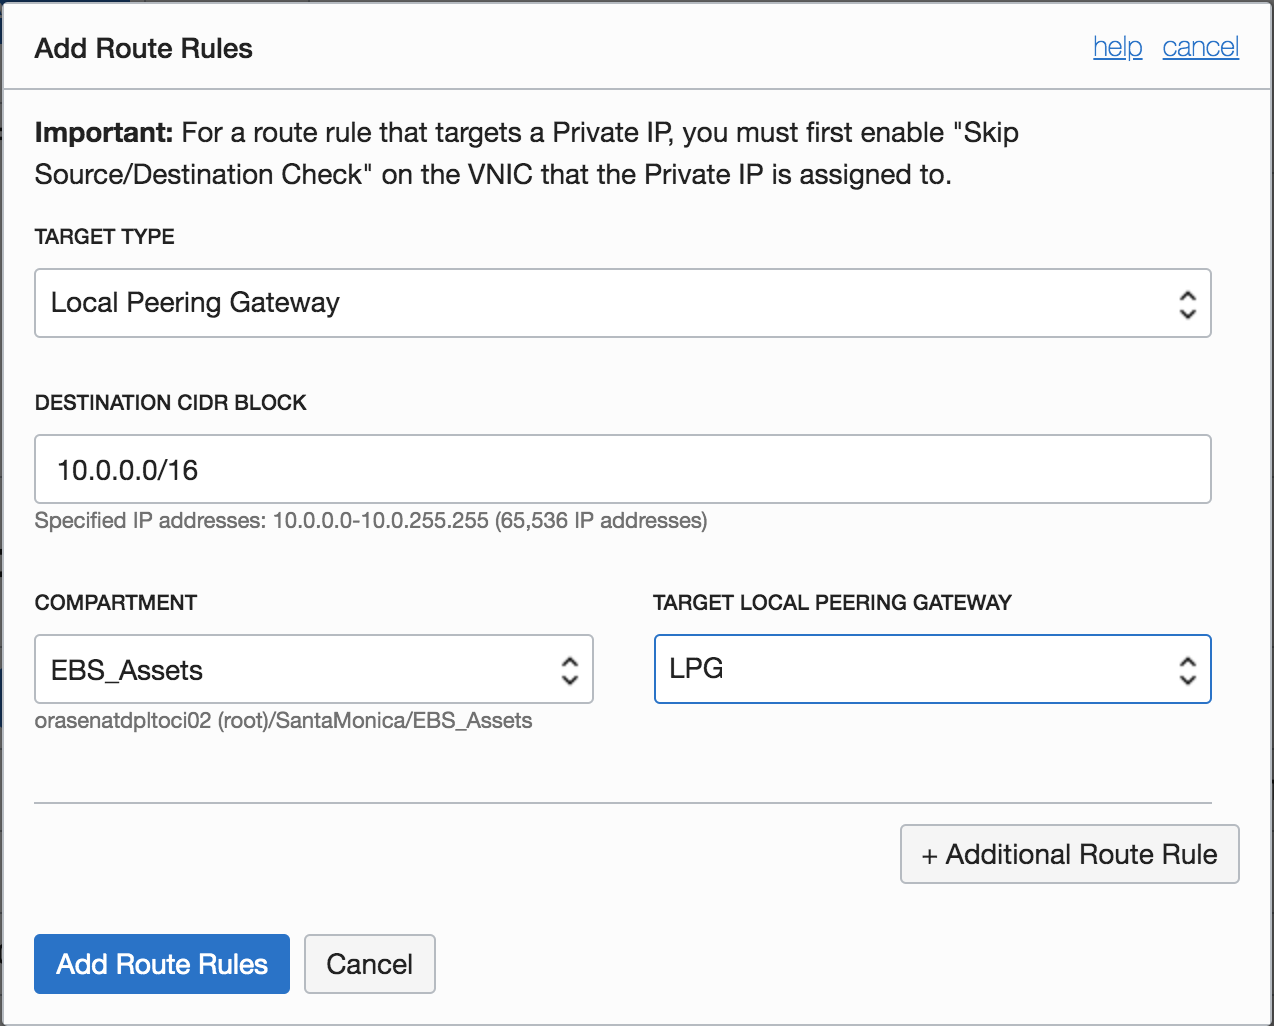 Add Route Rules
help cancel
Important: For a route rule that targets a Private IP, you must first enable "Skip
Source/Destination Check" on the VNIC that the Private IP is assigned to.
TARGET TYPE
Local Peering Gateway
DESTINATION CIDR BLOCK
10.0.0.0/16
Specified IP addresses: 10.0.0.0-10.0.255.255 (65,536 IP addresses)
COMPARTMENT
TARGET LOCAL PEERING GATEWAY
EBS_Assets
LPG
orasenatdpltoci02 (root)/SantaMonica/EBS_Assets
+ Additional Route Rule
Add Route Rules
Cancel